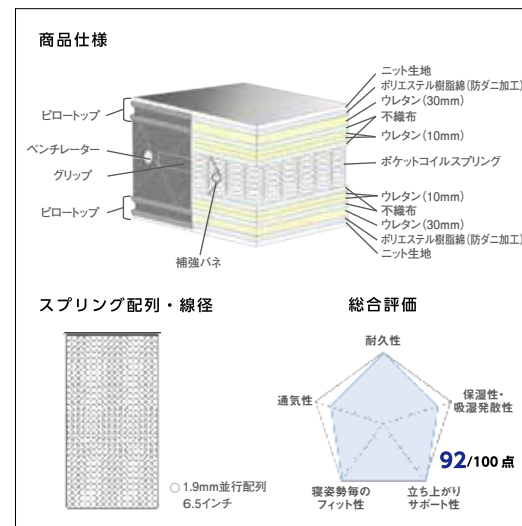 商品仕様
ピロートップ
ベンチレーター
グリップ
ピロートップ
補強バネ
ニット生地
ポリエステル樹脂綿(防ダニ加工)
ウレタン(30mm)
不織布
ウレタン(10mm)
ポケットコイルスプリング
ウレタン(10mm)
不織布
ウレタン(30mm)
ポリエステル樹脂綿(防ダニ加工)
ニット生地
スプリング配列・線径
○1.9mm並行配列
6.5インチ
総合評価
耐久性
通気性
保湿性・
吸湿発散性
92/100点
寝姿勢毎の
フィット性
立ち上がり
サポート性